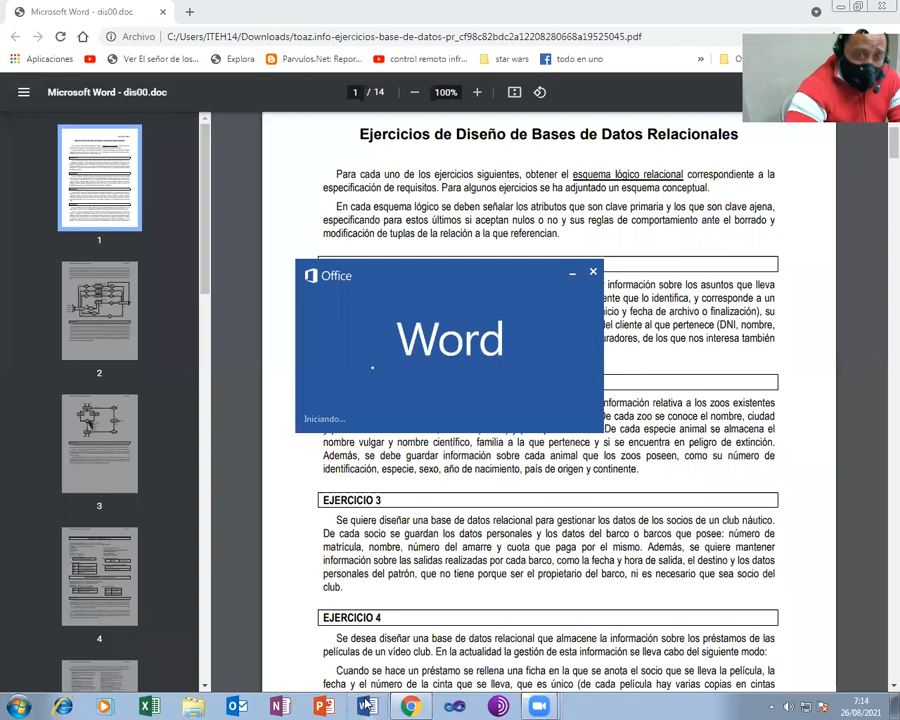 Microsoft Word - dis00.doc
Archivo C:/Users/ITEH14/Downloads/toaz.info-ejercicios-base-de-datos-pr_cf98c82bdc2a1208280668a19525045.pdf
Aplicaciones Ver El señor de los... Explora Parvulos.Net: Repor... control remoto infr... star wars todo en uno »
Microsoft Word - dis00.doc 1 / 14 100%
Ejercicios de Diseño de Bases de Datos Relacionales
Para cada uno de los ejercicios siguientes, obtener el esquema lógico relacional correspondiente a la
especificación de requisitos. Para algunos ejercicios se ha adjuntado un esquema conceptual.
En cada esquema lógico se deben señalar los atributos que son clave primaria y los que son clave ajena,
especificando para estos últimos si aceptan nulos o no y sus reglas de comportamiento ante el borrado y
modificación de tuplas de la relación a la que referencian.
información sobre los asuntos que lleva
ente que lo identifica, y corresponde a un
icio y fecha de archivo o finalización), su
del cliente al que pertenece (DNI, nombre,
uradores, de los que nos interesa también
Office
Word
Iniciando...
nformación relativa a los zoos existentes
De cada zoo se conoce el nombre, ciudad
De cada especie animal se almacena el
nombre vulgar y nombre científico, familia a la que pertenece y si se encuentra en peligro de extinción.
Además, se debe guardar información sobre cada animal que los zoos poseen, como su número de
identificación, especie, sexo, año de nacimiento, país de origen y continente.
EJERCICIO 3
Se quiere diseñar una base de datos relacional para gestionar los datos de los socios de un club náutico.
De cada socio se guardan los datos personales y los datos del barco o barcos que posee: número de
matrícula, nombre, número del amarre y cuota que paga por el mismo. Además, se quiere mantener
información sobre las salidas realizadas por cada barco, como la fecha y hora de salida, el destino y los datos
personales del patrón, que no tiene porque ser el propietario del barco, ni es necesario que sea socio del
club.
EJERCICIO 4
Se desea diseñar una base de datos relacional que almacene la información sobre los préstamos de las
películas de un vídeo club. En la actualidad la gestión de esta información se lleva cabo del siguiente modo:
Cuando se hace un préstamo se rellena una ficha en la que se anota el socio que se lleva la película, la
fecha y el número de la cinta que se lleva, que es único (de cada película hay varias copias en cintas
1
2
3
4
7:14
26/08/2021